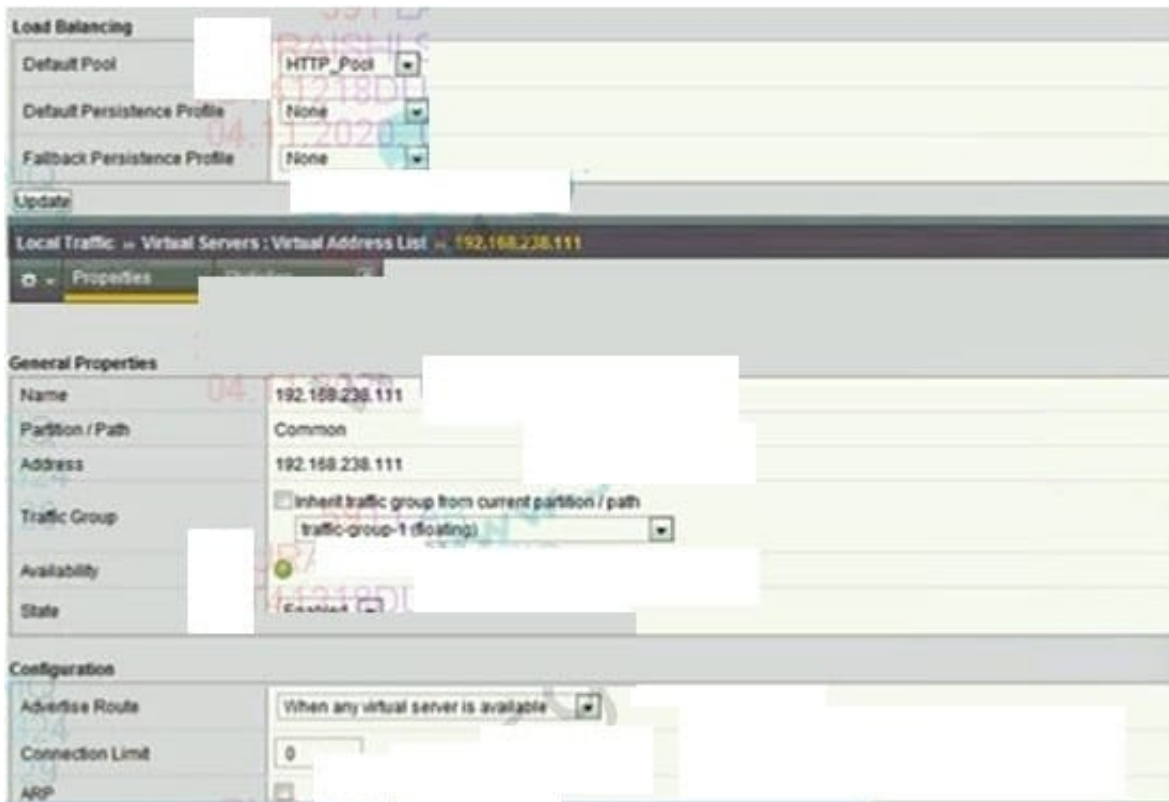 Load Balancing
Default Pool HTTP_Pool
Default Persistence Profile None
04.11.2020
Fallback Persistence Profile None
Update
Local Traffic » Virtual Servers : Virtual Address List » 192.168.238.111
Properties
General Properties
Name 192.168.238.111
Partition / Path Common
Address 192.168.238.111
Traffic Group Inherit traffic group from current partition / path
traffic-group-1 (floating)
Availability
State Enabled
Configuration
Advertise Route When any virtual server is available
Connection Limit 0
ARP